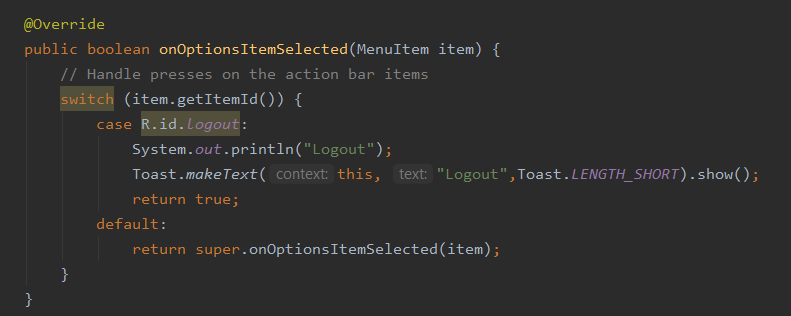 @Override
public boolean onOptionsItemSelected(MenuItem item) {
    // Handle presses on the action bar items
    switch (item.getItemId()) {
        case R.id.logout:
            System.out.println("Logout");
            Toast.makeText( context: this,  text: "Logout",Toast.LENGTH_SHORT).show();
            return true;
        default:
            return super.onOptionsItemSelected(item);
    }
}